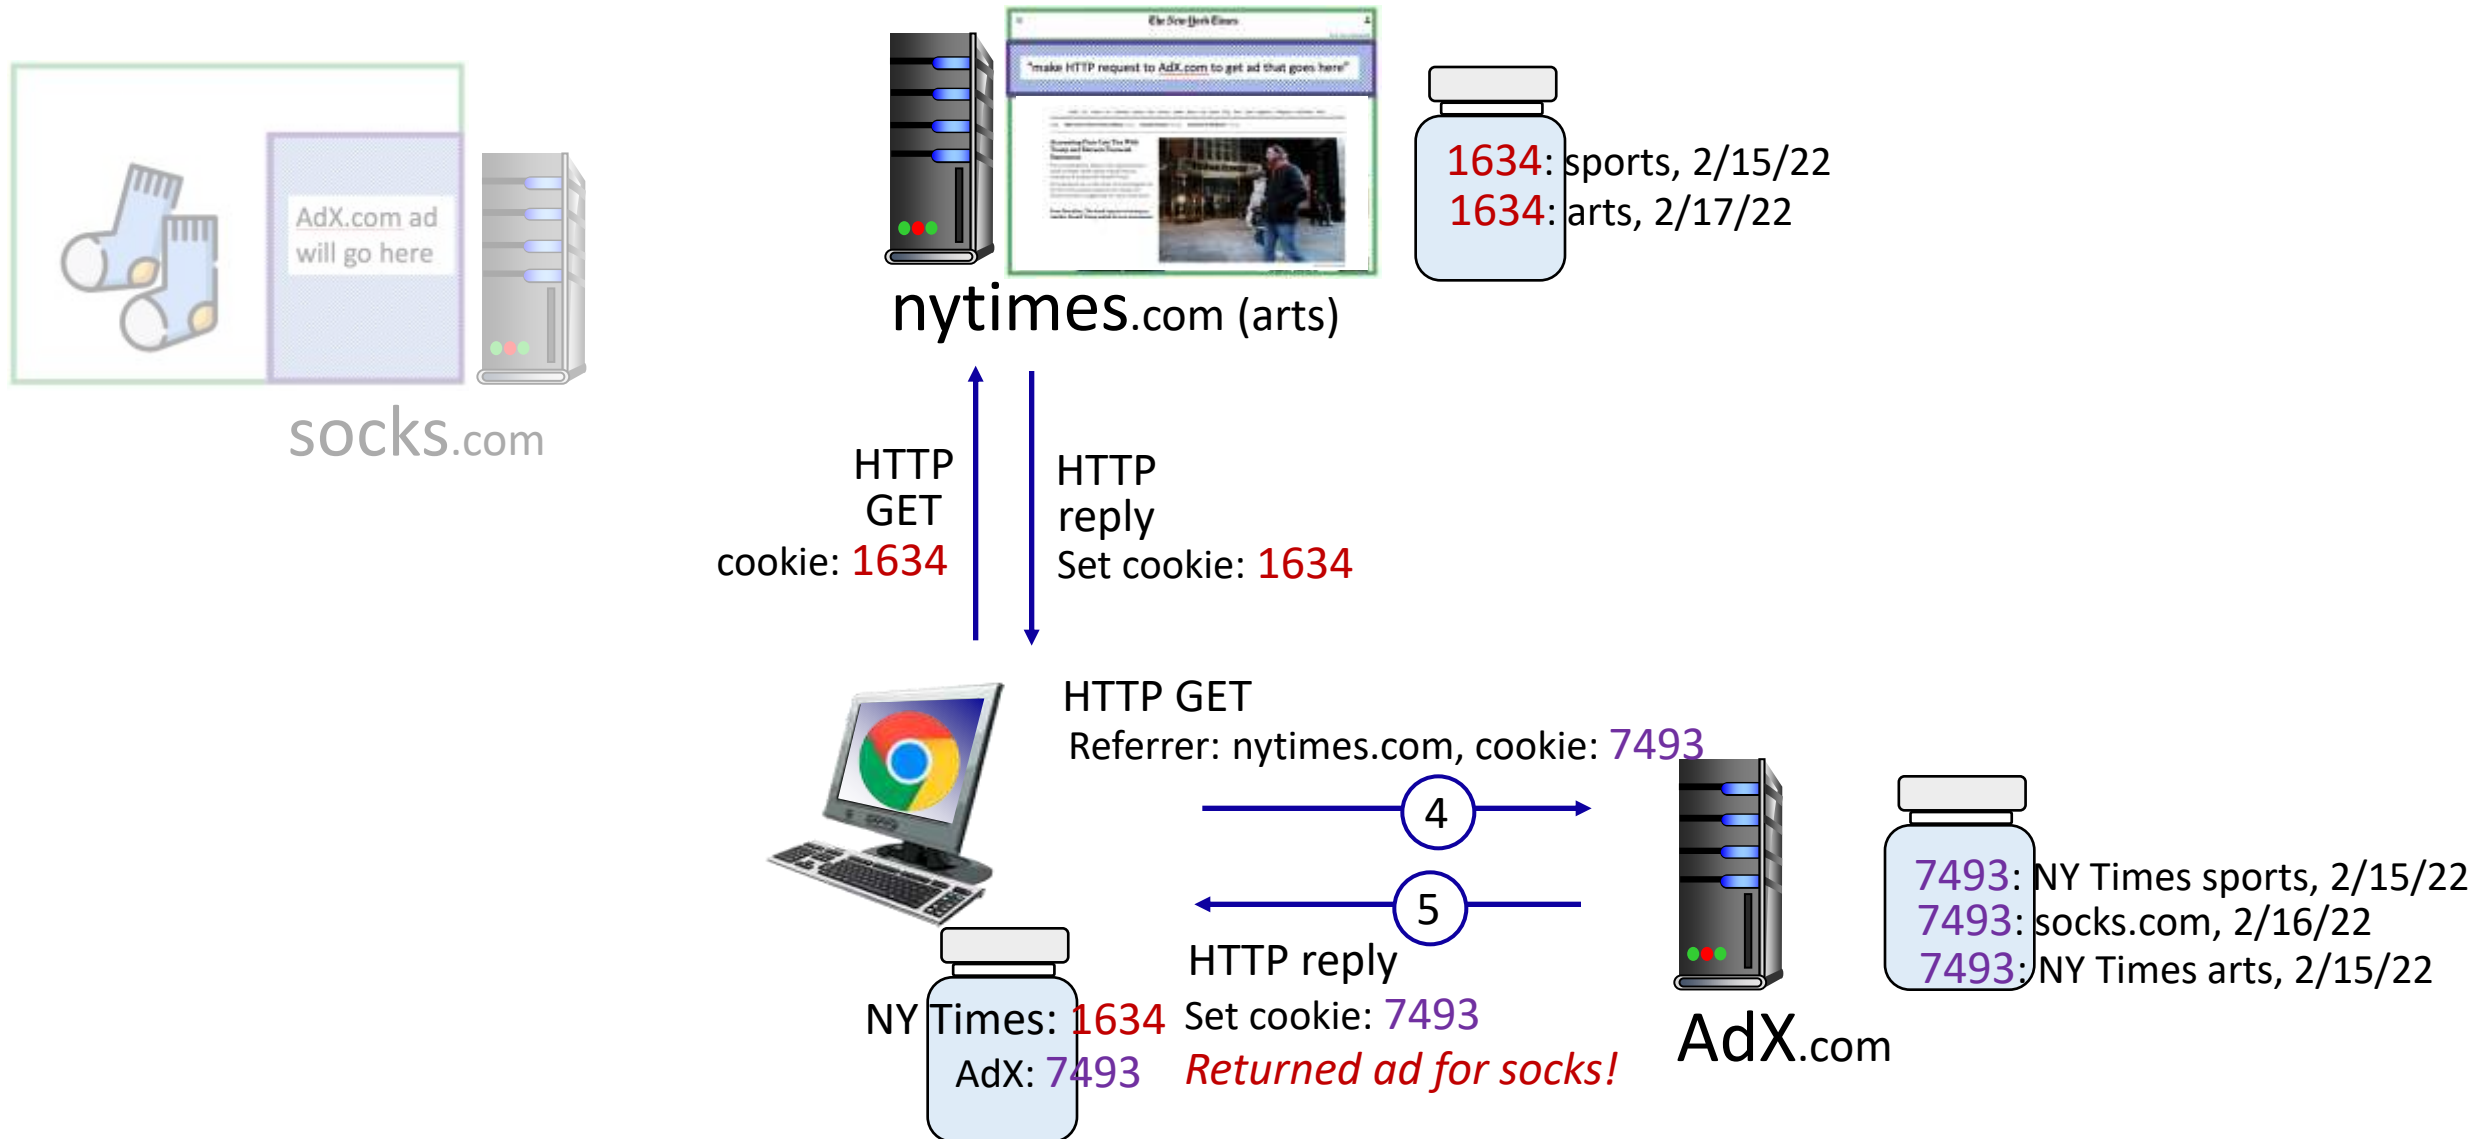 The New York Times
"make HTTP request to AdX.com to get ad that goes here"
1634: sports, 2/15/22
1634: arts, 2/17/22
nytimes.com (arts)
AdX.com ad
will go here
socks.com
HTTP
GET
cookie: 1634
HTTP
reply
Set cookie: 1634
HTTP GET
Referrer: nytimes.com, cookie: 7493
4
5
HTTP reply
Set cookie: 7493
Returned ad for socks!
NY Times: 1634
AdX: 7493
7493: NY Times sports, 2/15/22
7493: socks.com, 2/16/22
7493: NY Times arts, 2/15/22
AdX.com